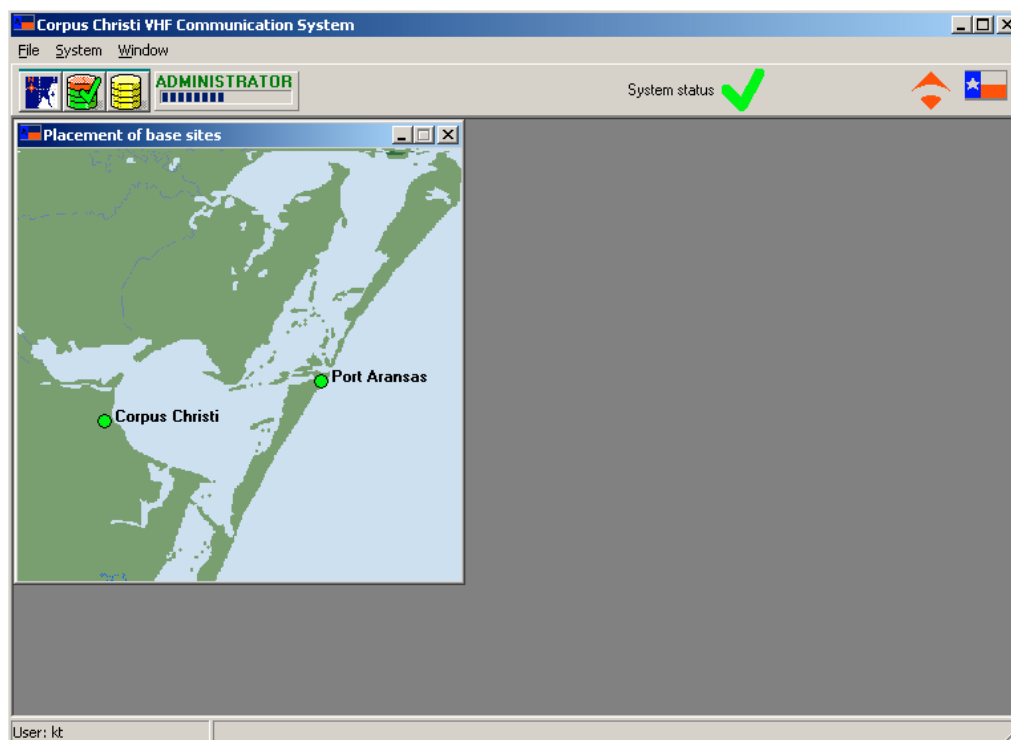 Corpus Christi VHF Communication System
File System Window
ADMINISTRATOR
System status
Placement of base sites
Port Aransas
Corpus Christi
User: kt